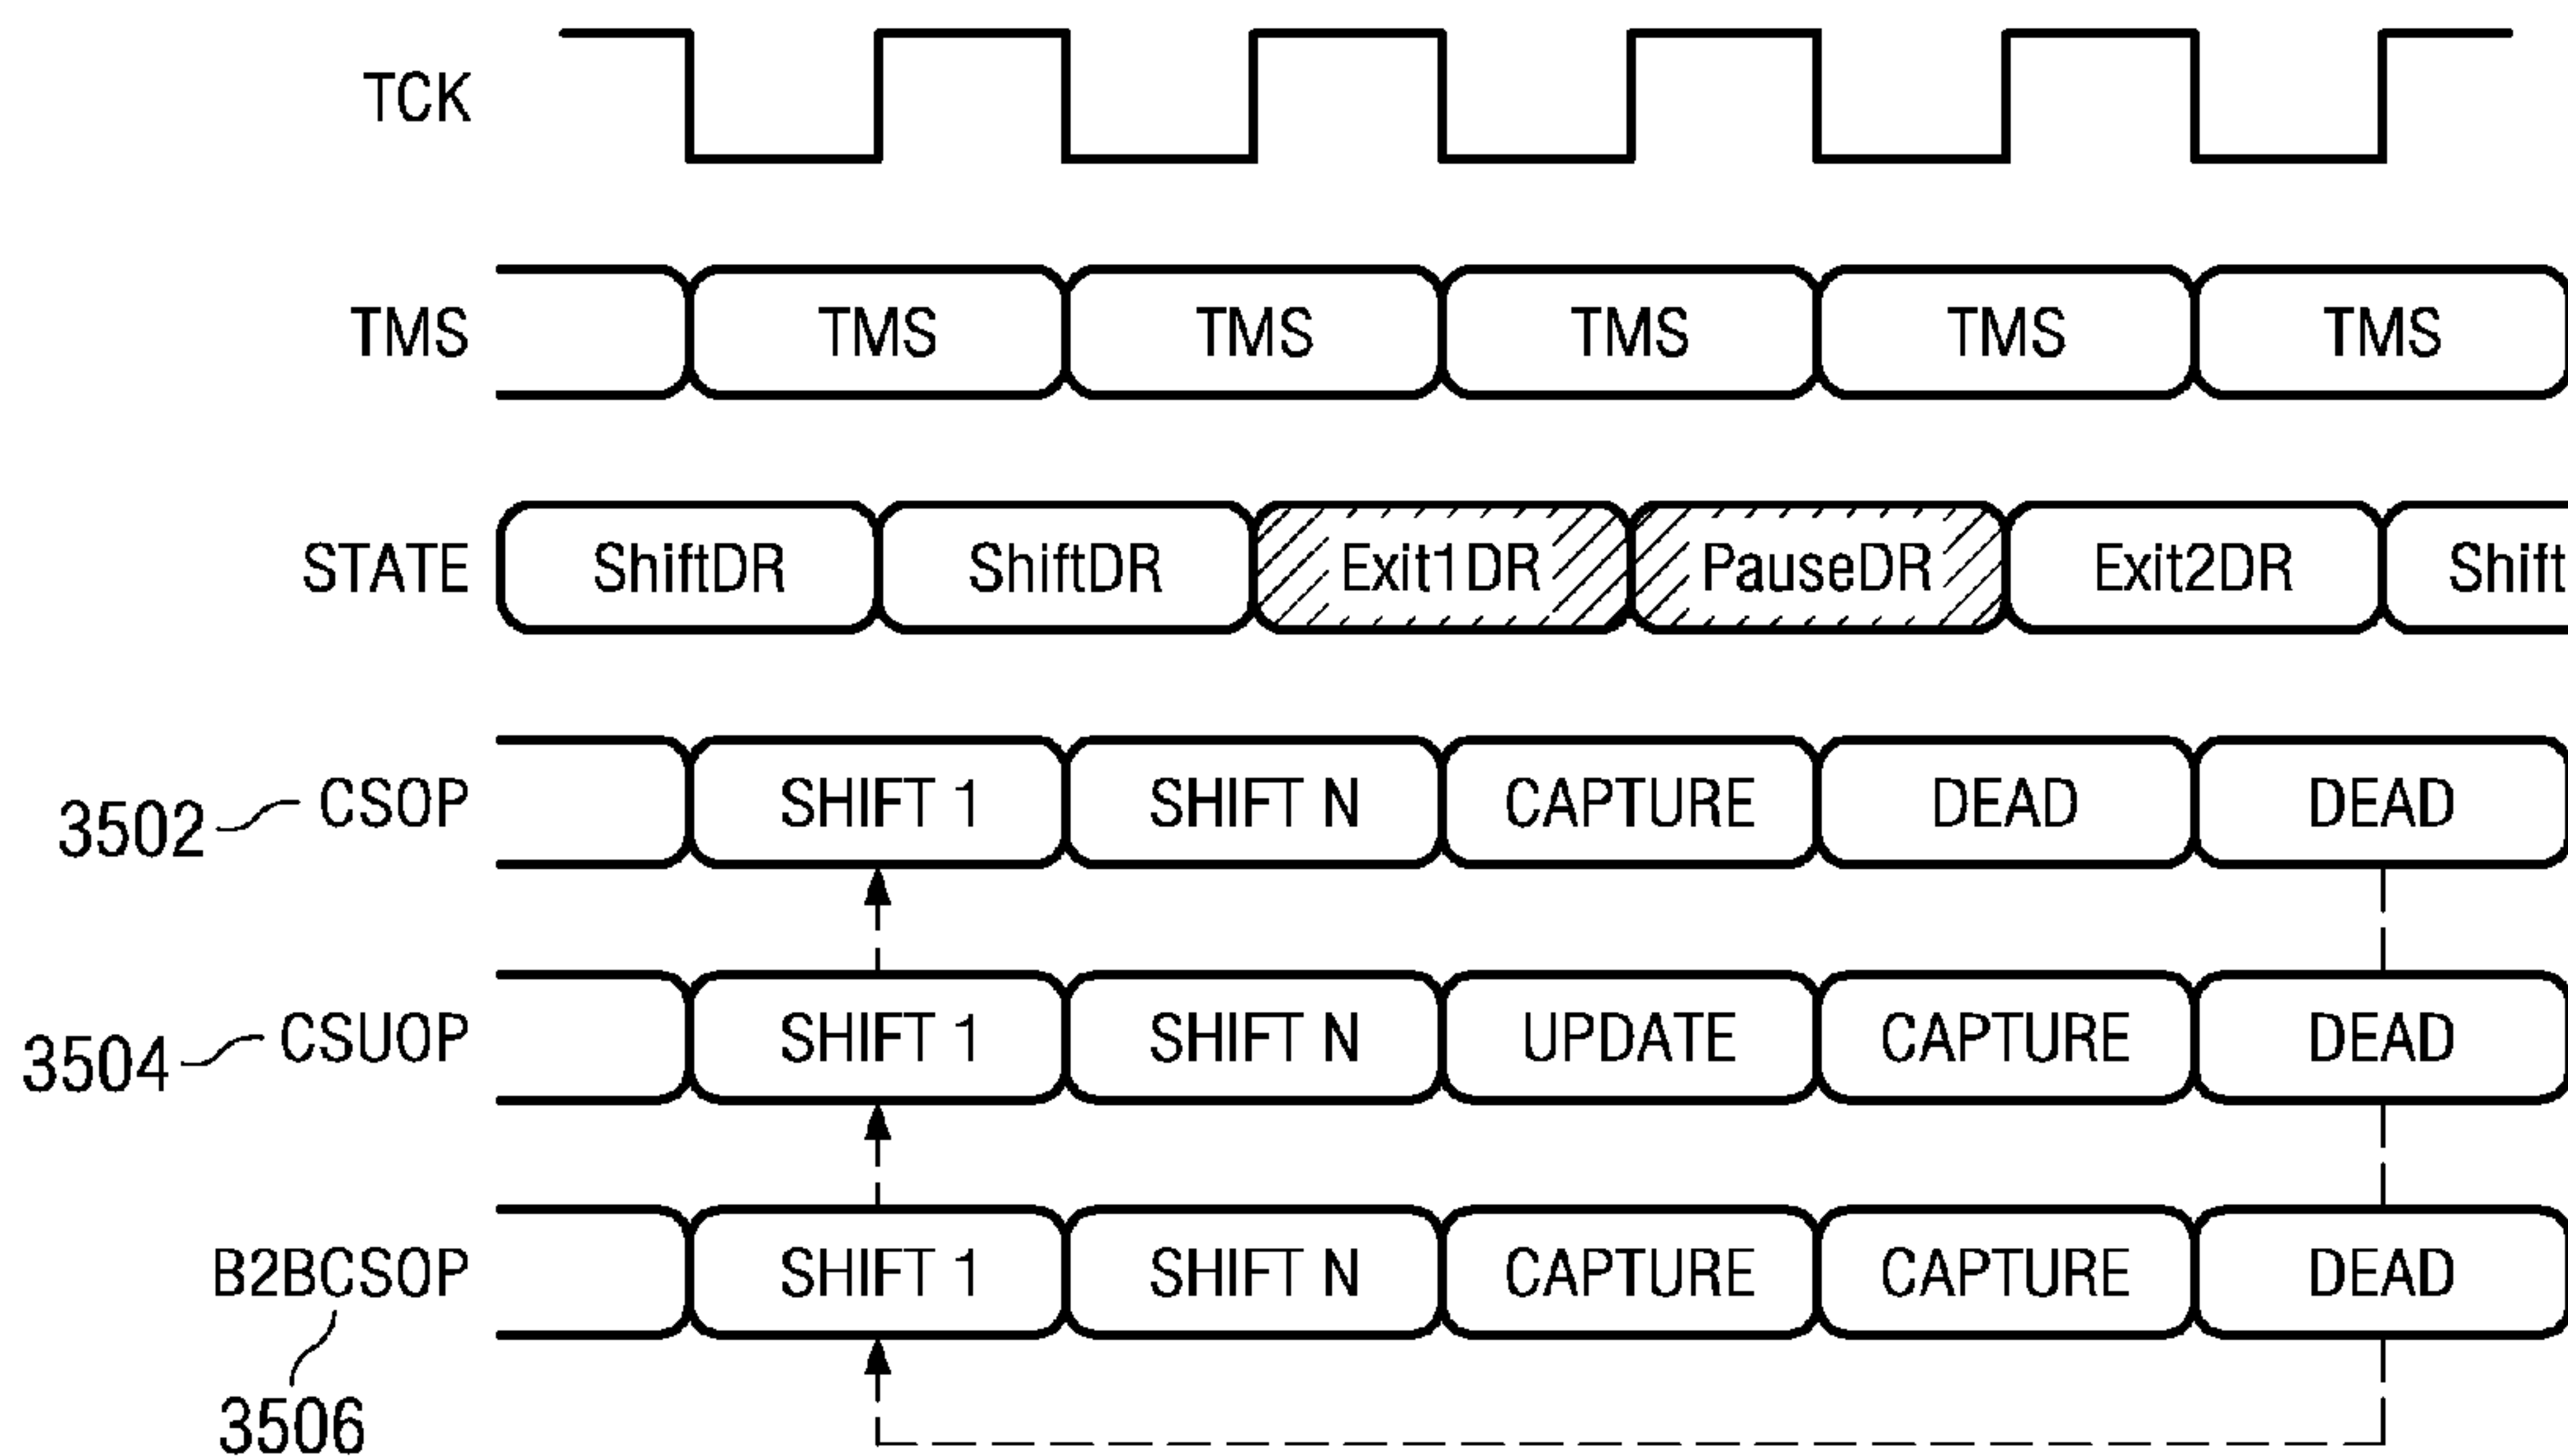 TCK
TMS TMS TMS TMS TMS TMS
STATE ShiftDR ShiftDR Exit1DR PauseDR Exit2DR Shift
3502 CSOP SHIFT 1 SHIFT N CAPTURE DEAD DEAD
3504 CSUOP SHIFT 1 SHIFT N UPDATE CAPTURE DEAD
B2BCSOP SHIFT 1 SHIFT N CAPTURE CAPTURE DEAD
3506